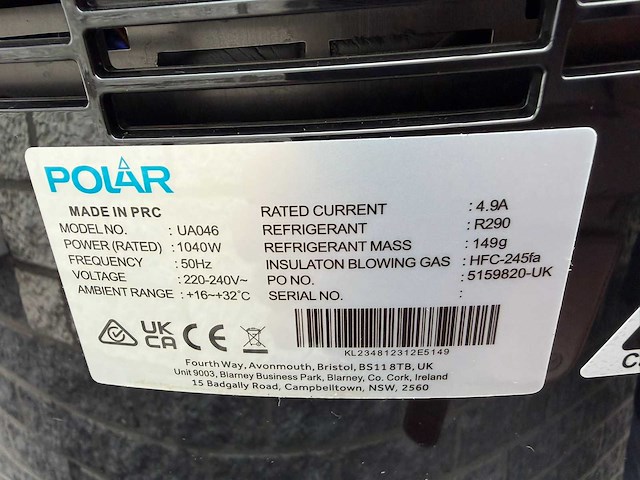 POLAR
MADE IN PRC
MODEL NO. : UA046
POWER (RATED) : 1040W
FREQUENCY : 50Hz
VOLTAGE : 220-240V~
AMBIENT RANGE : +16~+32°C
RATED CURRENT : 4.9A
REFRIGERANT : R290
REFRIGERANT MASS : 149g
INSULATON BLOWING GAS : HFC-245fa
PO NO. : 5159820-UK
SERIAL NO. :
UK
CA CE
KL234812312E5149
Fourth Way, Avonmouth, Bristol, BS11 8TB, UK
Unit 9003, Blarney Business Park, Blarney, Co. Cork, Ireland
15 Badgally Road, Campbelltown, NSW, 2560